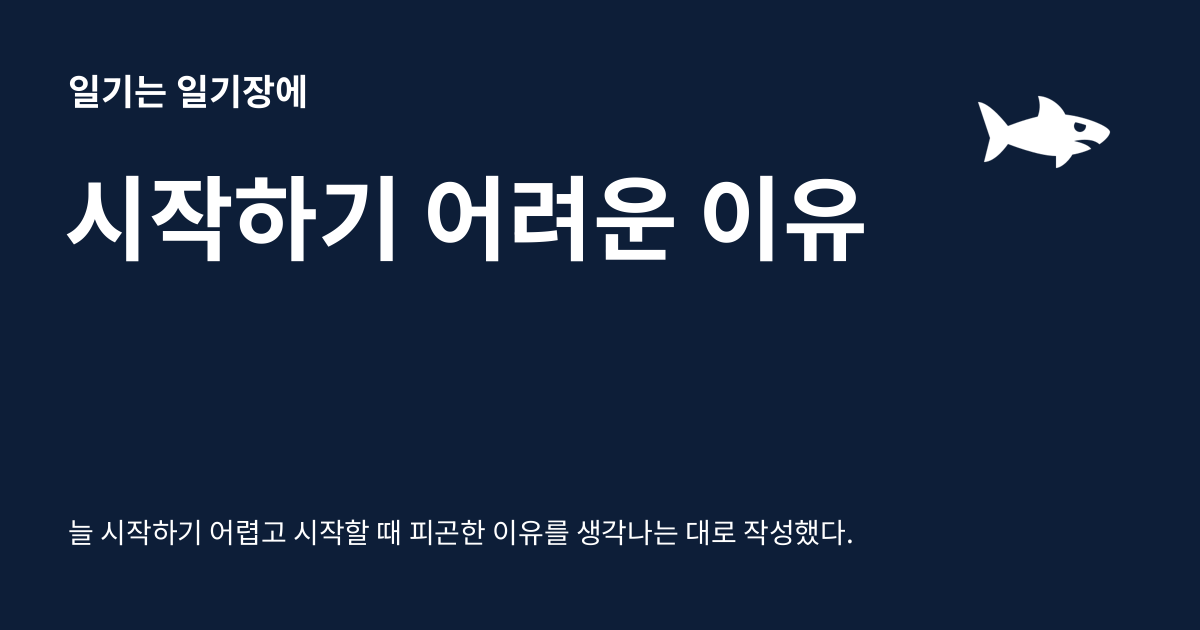 일기는 일기장에
시작하기 어려운 이유
늘 시작하기 어렵고 시작할 때 피곤한 이유를 생각나는 대로 작성했다.